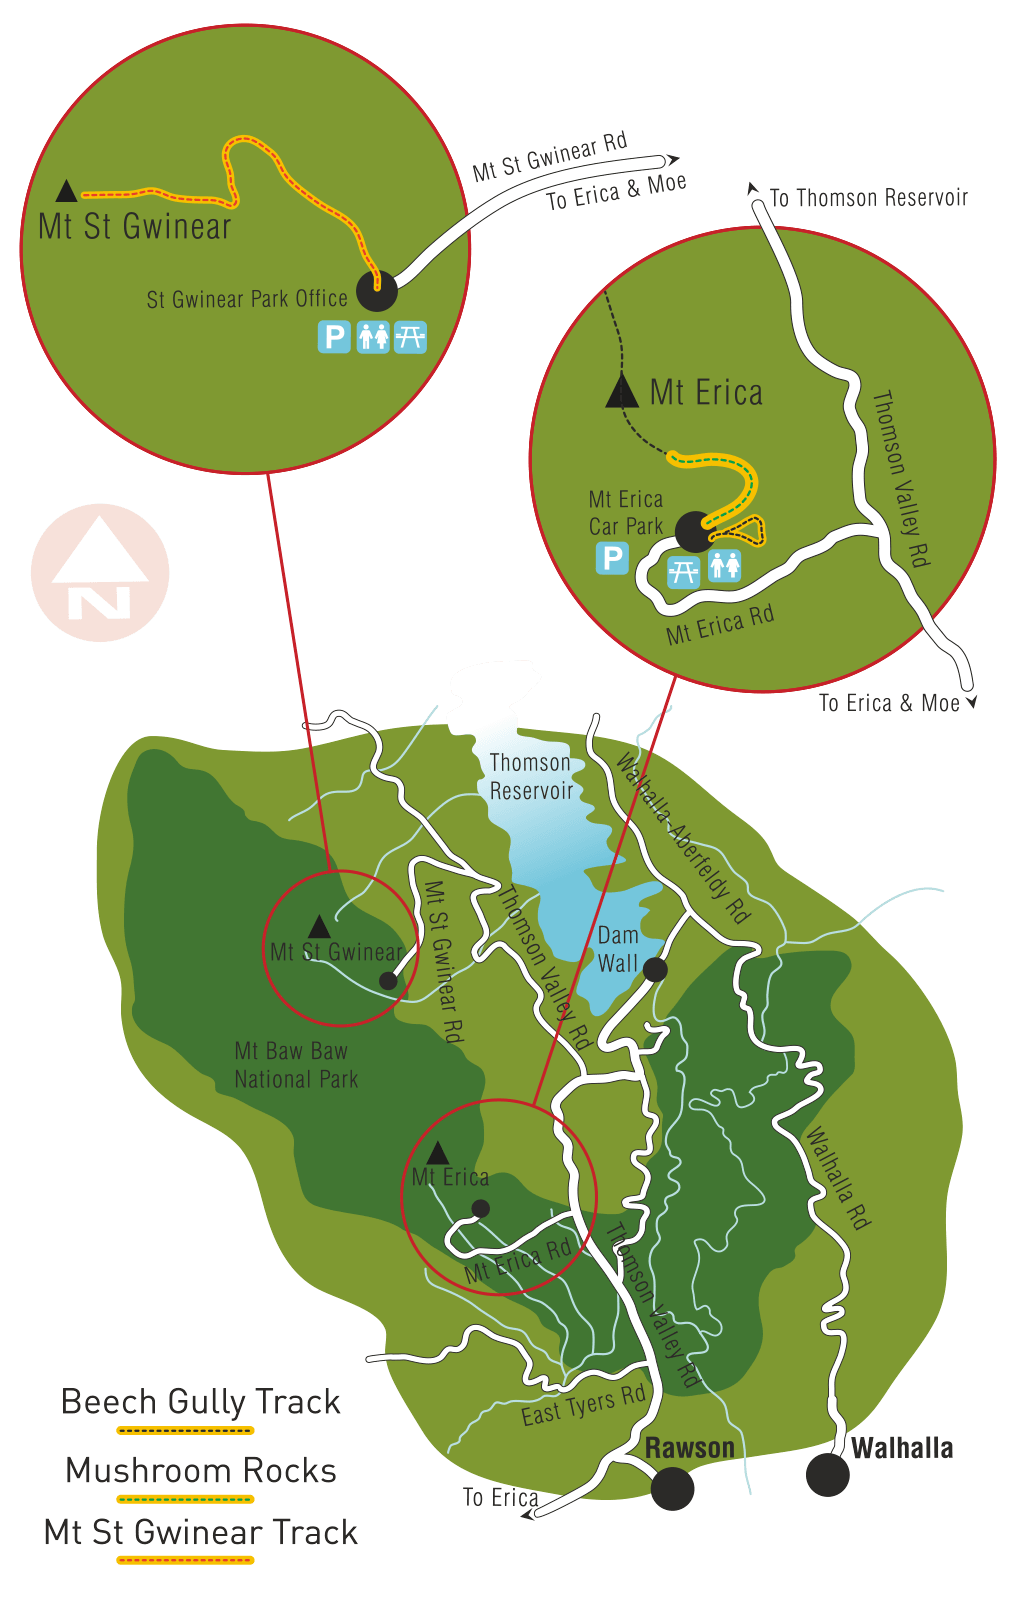 Mt St Gwinear Rd
To Erica & Moe
To Thomson Reservoir
Mt St Gwinear
St Gwinear Park Office
P
Mt Erica
Thomson Valley Rd
Mt Erica
Car Park
P
Mt Erica Rd
To Erica & Moe
N
Thomson
Reservoir
Walhalla-Aberfeldy Rd
Mt St Gwinear
Mt St Gwinear Rd
Thomson Valley Rd
Dam
Wall
Mt Baw Baw
National Park
Mt Erica
Mt Erica Rd
Walhalla Rd
Thomson Valley Rd
East Tyers Rd
Rawson
Walhalla
To Erica
Beech Gully Track
Mushroom Rocks
Mt St Gwinear Track